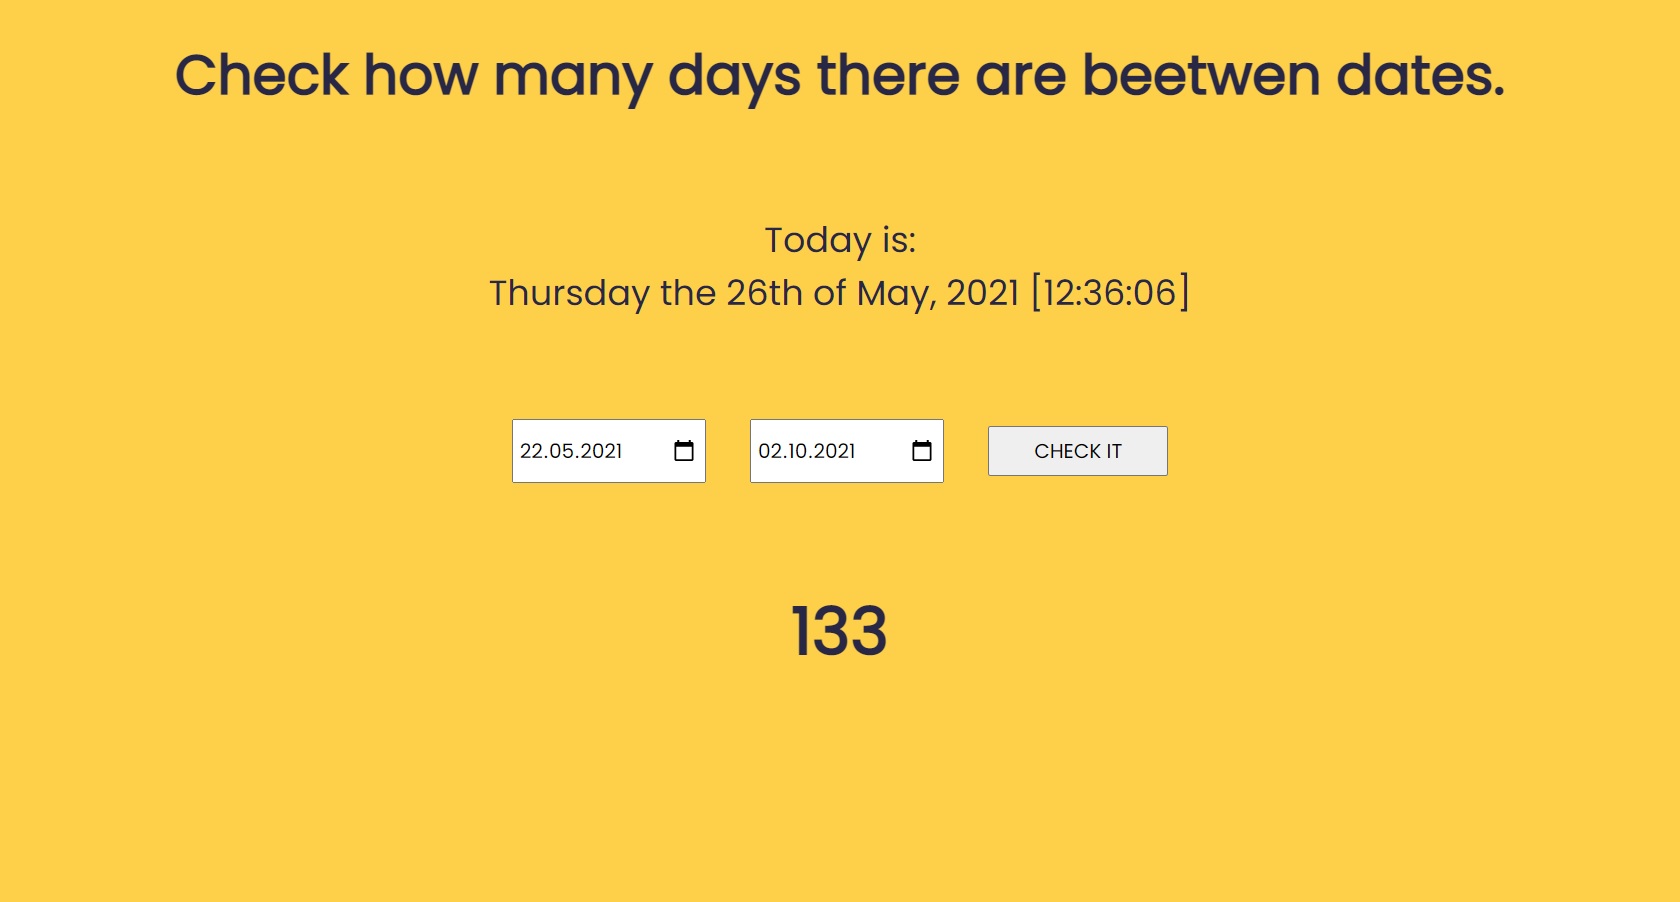 Check how many days there are beetwen dates.
Today is:
Thursday the 26th of May, 2021 [12:36:06]
22.05.2021 02.10.2021 CHECK IT
133